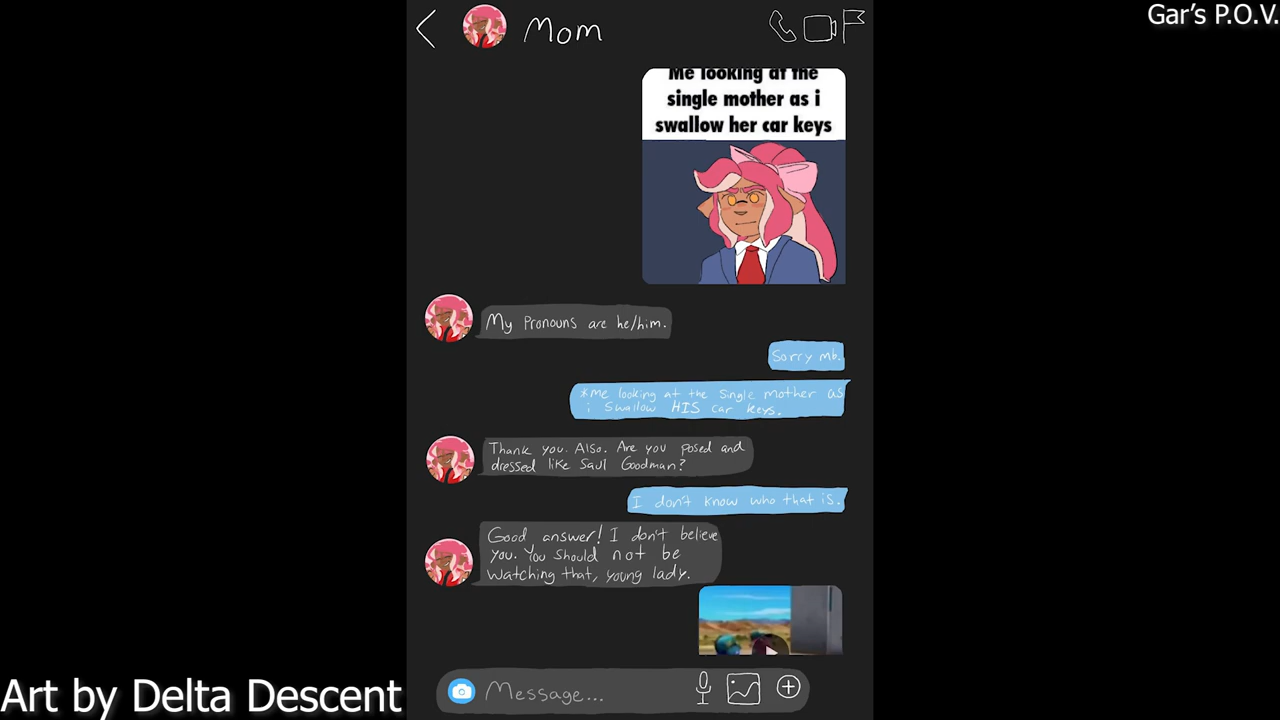 Gar's P.O.V.
Mom
Me looking at the
single mother as i
swallow her car keys
My Pronouns are he/him.
Sorry mb.
*Me looking at the single mother as
i swallow HIS car keys.
Thank you. Also. Are you posed and
dressed like Saul Goodman?
I don't know who that is.
Good answer! I don't believe
you. You should not be
watching that, young lady.
Message...
Art by Delta Descent